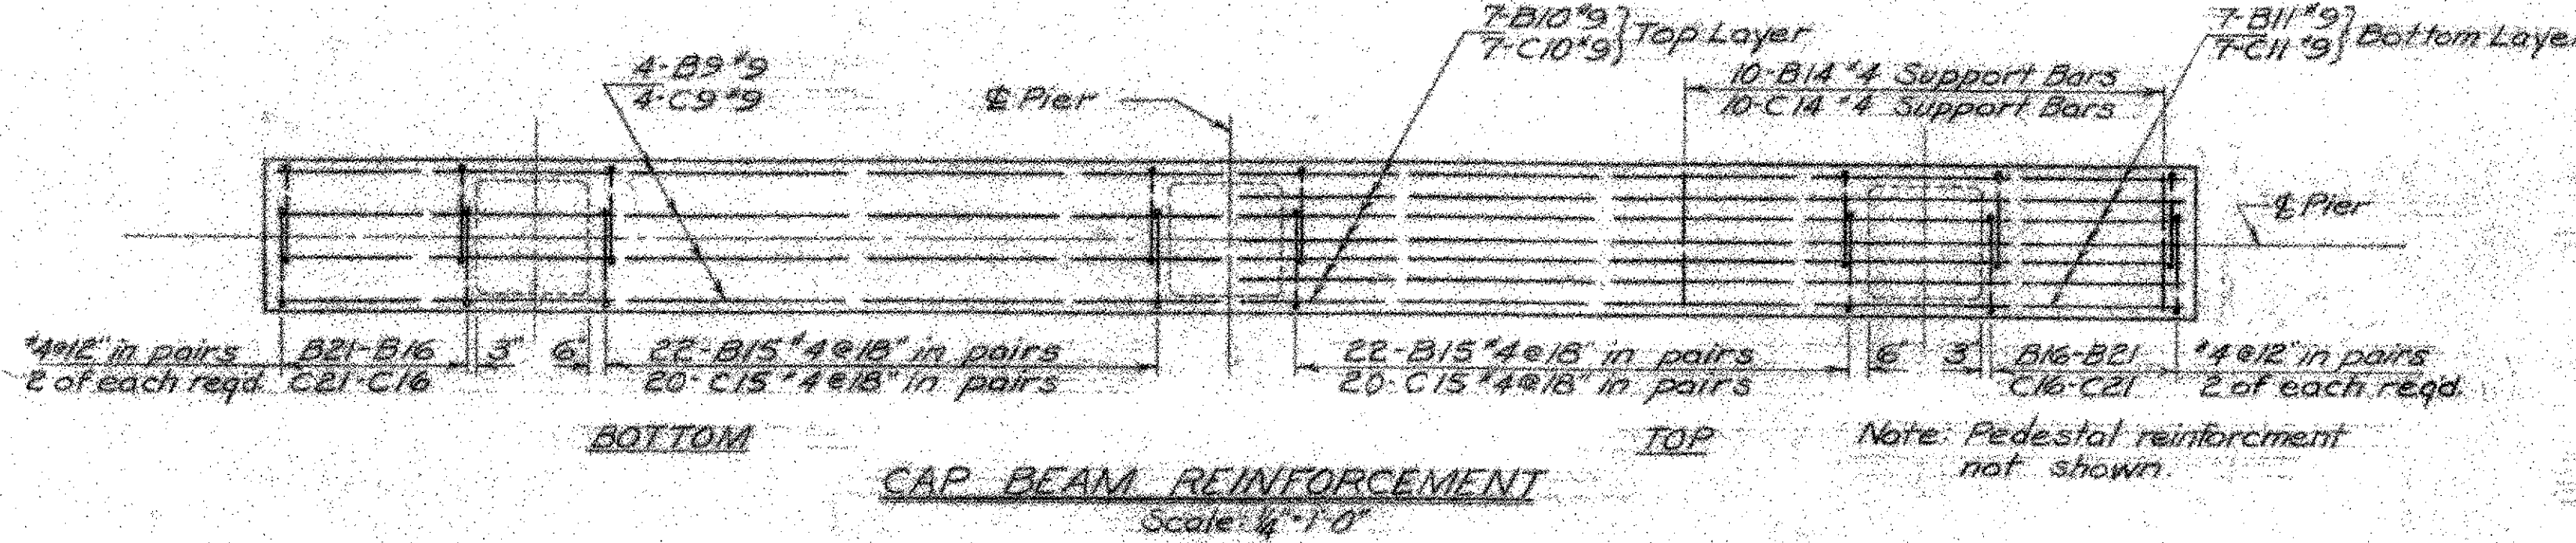 7-B10 #9
7-C10 #9 } Top Layer
7-B11 #9
7-C11 #9 } Bottom Laye
4-B9 #9
4-C9 #9
℄ Pier
10-B14 #4 Support Bars
10-C14 #4 Support Bars
℄ Pier
#4@12" in pairs
2 of each reqd.
B21-B16
C21-C16
3"
6"
22-B15 #4@18" in pairs
20-C15 #4@18" in pairs
22-B15 #4@18" in pairs
20-C15 #4@18" in pairs
6"
3"
B16-B21
C16-C21
#4@12" in pairs
2 of each reqd.
BOTTOM
TOP
Note: Pedestal reinforcment
not shown.
CAP BEAM REINFORCEMENT
Scale: 1/4"=1'-0"